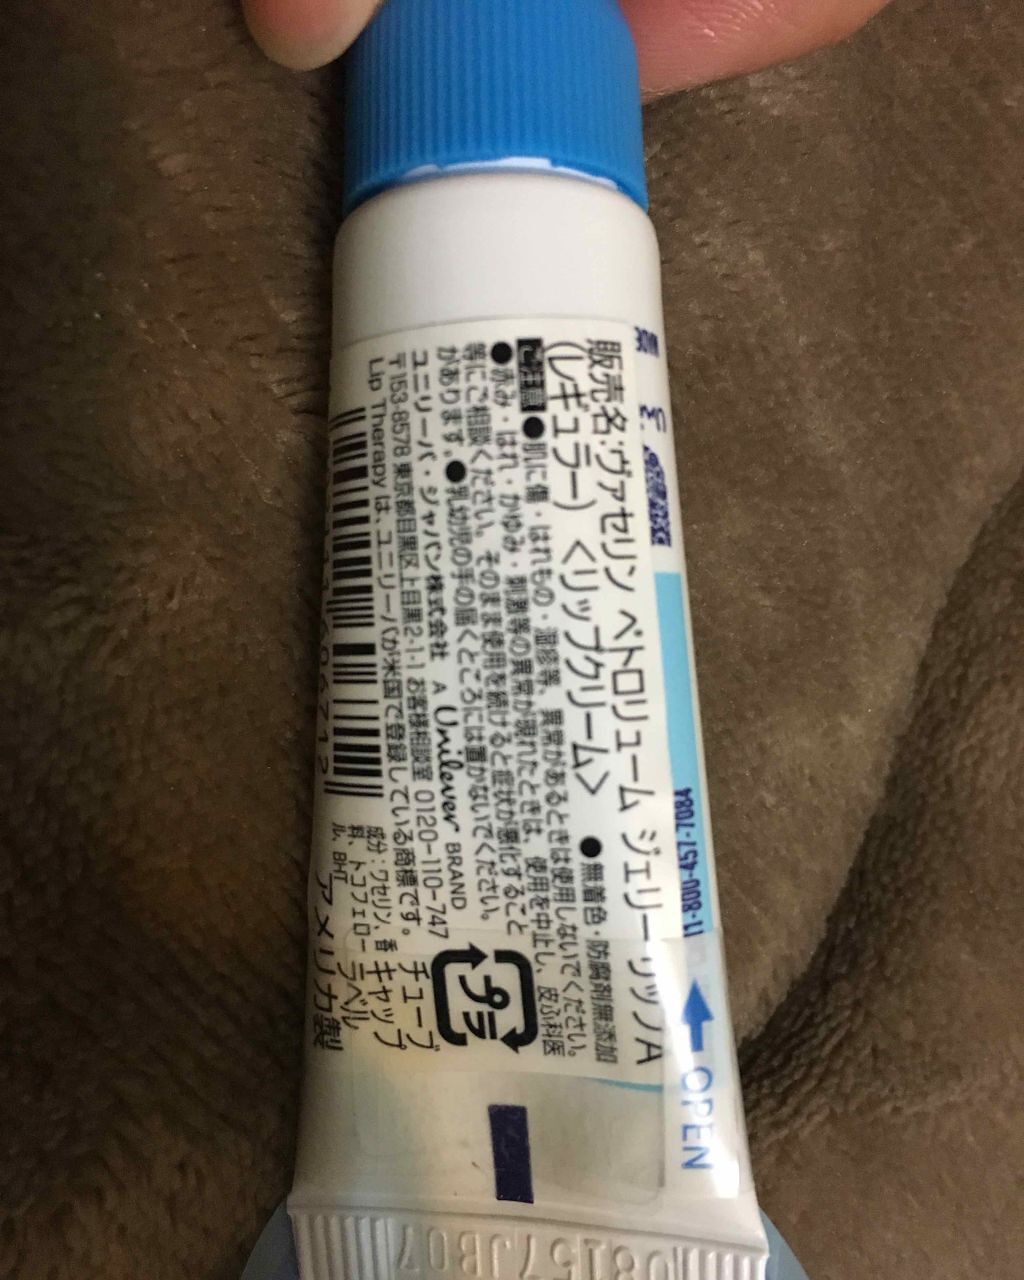 販売名:ヴァセリン ペトロリューム ジェリー リップA
(レギュラー) <リップクリーム> ●無着色・防腐剤無添加
ご注意 ●肌に傷・はれもの・湿疹等、異常があるときは使用しないでください。
●赤み・はれ・かゆみ・刺激等の異常が現れたときは、使用を中止し、皮ふ科医
等にご相談ください。そのまま使用を続けると症状が悪化すること
があります。●乳幼児の手の届くところには置かないでください。
ユニリーバ・ジャパン株式会社 A Unilever BRAND
〒153-8578 東京都目黒区上目黒2-1-1 お客様相談室 0120-110-747
Lip Therapy は、ユニリーバが米国で登録している商標です。
成分:ワセリン、香
料、トコフェロー
ル、BHT
プラ
チューブ
キャップ
ラベル
アメリカ製
800-457-7084
OPEN
08157JB07